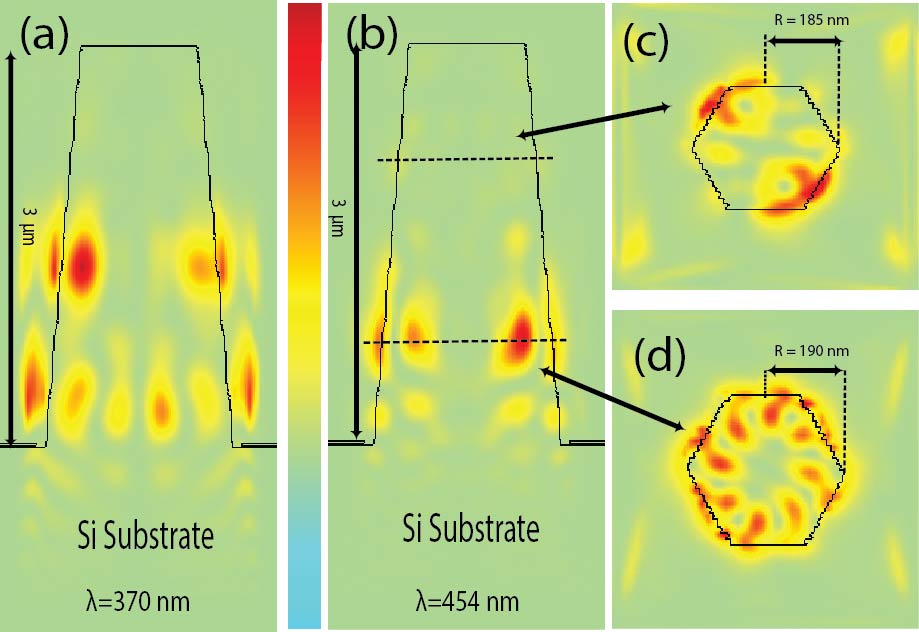 (a)
3 μm
Si Substrate
λ=370 nm
(b)
3 μm
Si Substrate
λ=454 nm
(c)
R = 185 nm
(d)
R = 190 nm